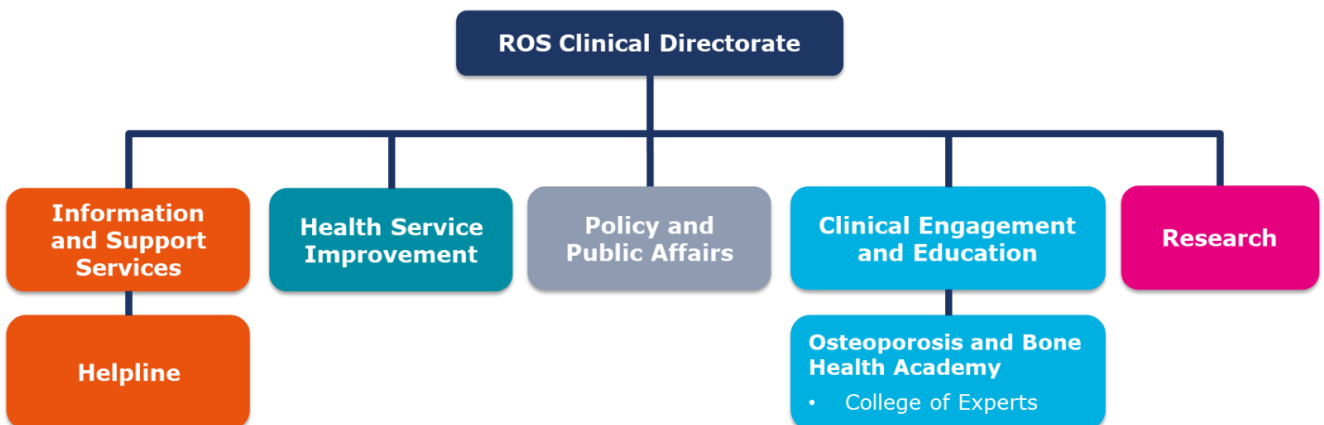 ROS Clinical Directorate
Information
and Support
Services
Health Service
Improvement
Policy and
Public Affairs
Clinical Engagement
and Education
Research
Helpline
Osteoporosis and Bone
Health Academy
• College of Experts